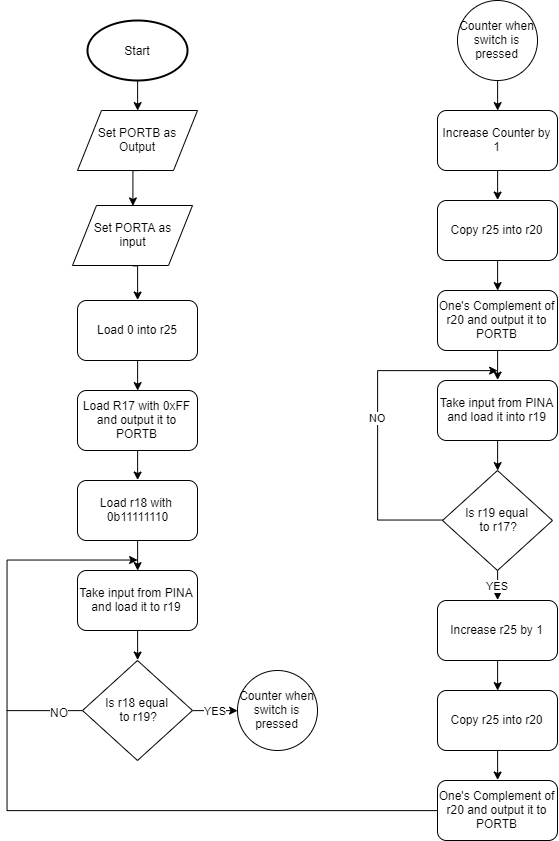 Start
Set PORTB as
Output
Set PORTA as
input
Load 0 into r25
Load R17 with 0xFF
and output it to
PORTB
Load r18 with
0b11111110
Take input from PINA
and load it to r19
Is r18 equal
to r19?
NO
YES
Counter when
switch is
pressed
Counter when
switch is
pressed
Increase Counter by
1
Copy r25 into r20
One's Complement of
r20 and output it to
PORTB
Take input from PINA
and load it into r19
NO
Is r19 equal
to r17?
YES
Increase r25 by 1
Copy r25 into r20
One's Complement of
r20 and output it to
PORTB